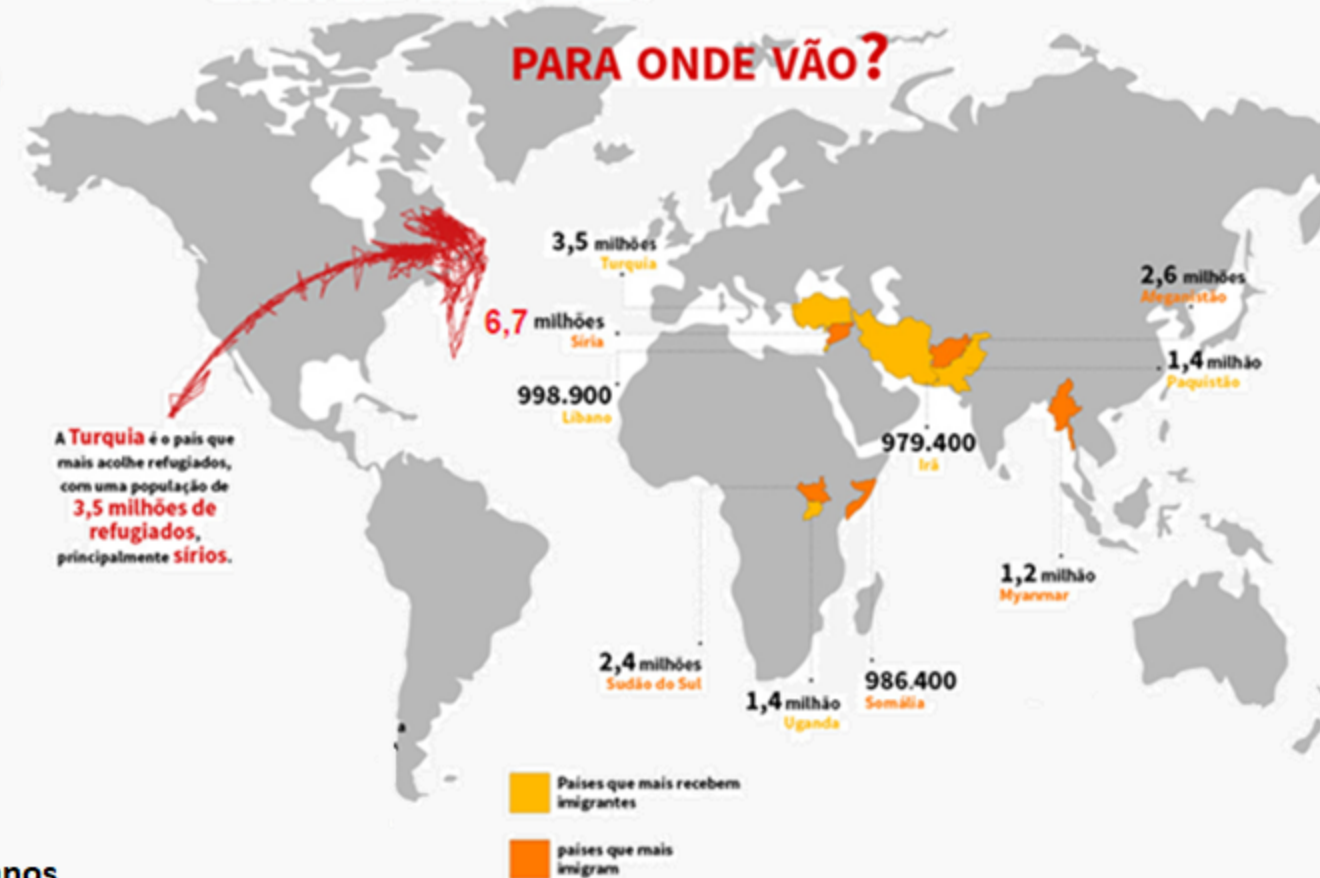 PARA ONDE VÃO?
3,5 milhões
Turquia
6,7 milhões
Síria
998.900
Líbano
2,6 milhões
Afeganistão
1,4 milhão
Paquistão
979.400
Irã
1,2 milhão
Myanmar
A Turquia é o país que
mais acolhe refugiados,
com uma população de
3,5 milhões de
refugiados,
principalmente sírios.
2,4 milhões
Sudão do Sul
1,4 milhão
Uganda
986.400
Somália
Países que mais recebem
imigrantes
países que mais
imigram